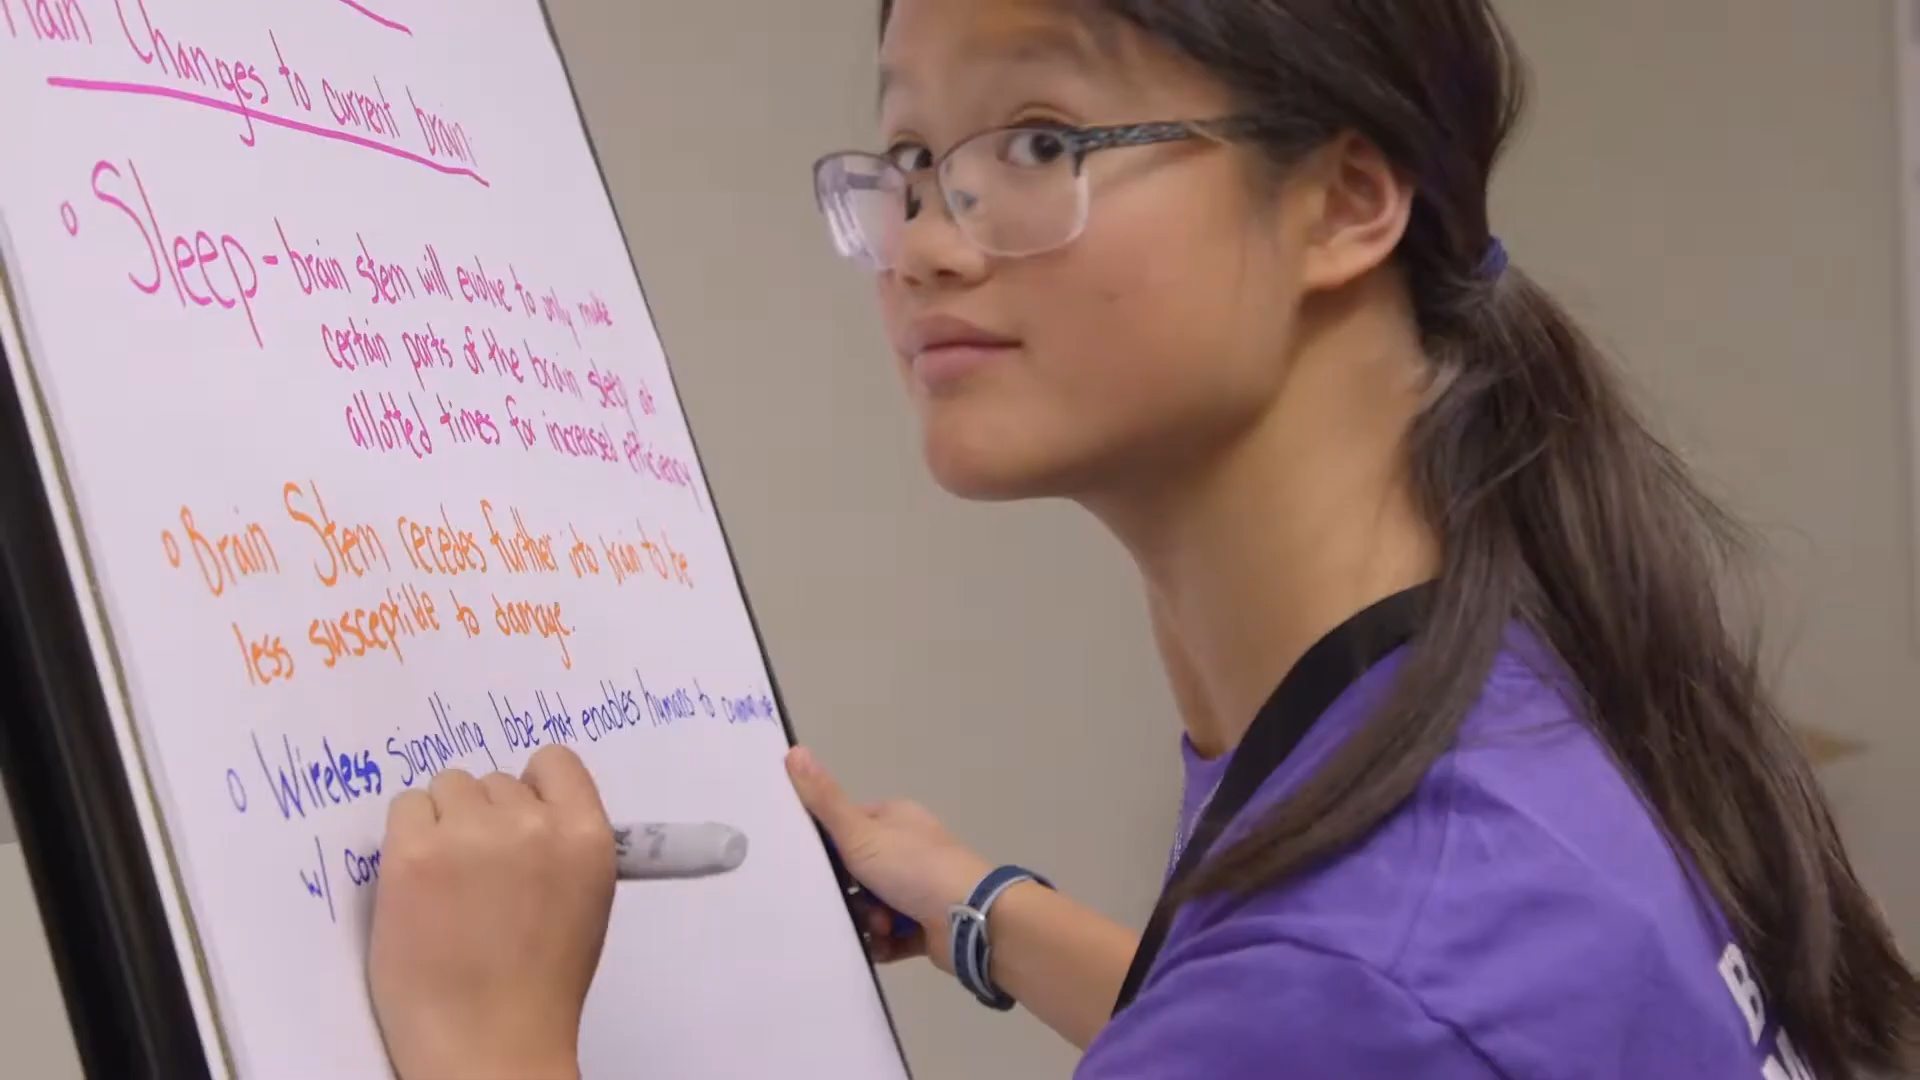 Main Changes to current brain:
Sleep - brain stem will evolve to only make
certain parts of the brain sleep at
allotted times for increased efficiency
Brain Stem recedes further into brain to be
less susceptible to damage.
Wireless signalling lobe that enables humans to
w/ com
B